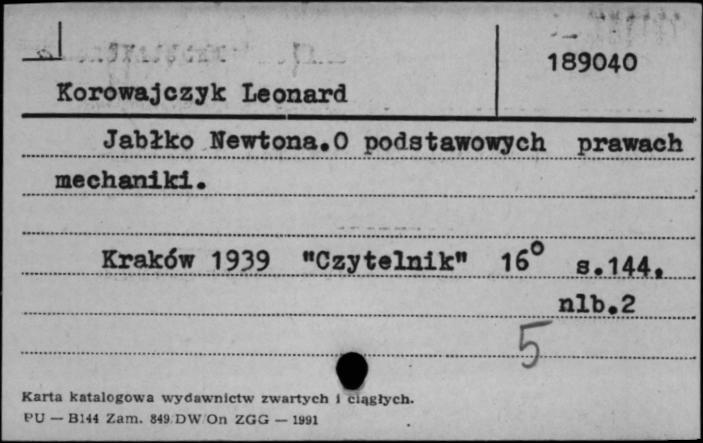 189040
Korowajczyk Leonard
Jabłko Newtona.O podstawowych prawach
mechaniki.
Kraków 1939 "Czytelnik" 16° s.144.
nlb.2
5
Karta katalogowa wydawnictw zwartych i ciągłych.
PU — B144 Zam. 849/DW/On ZGG — 1991